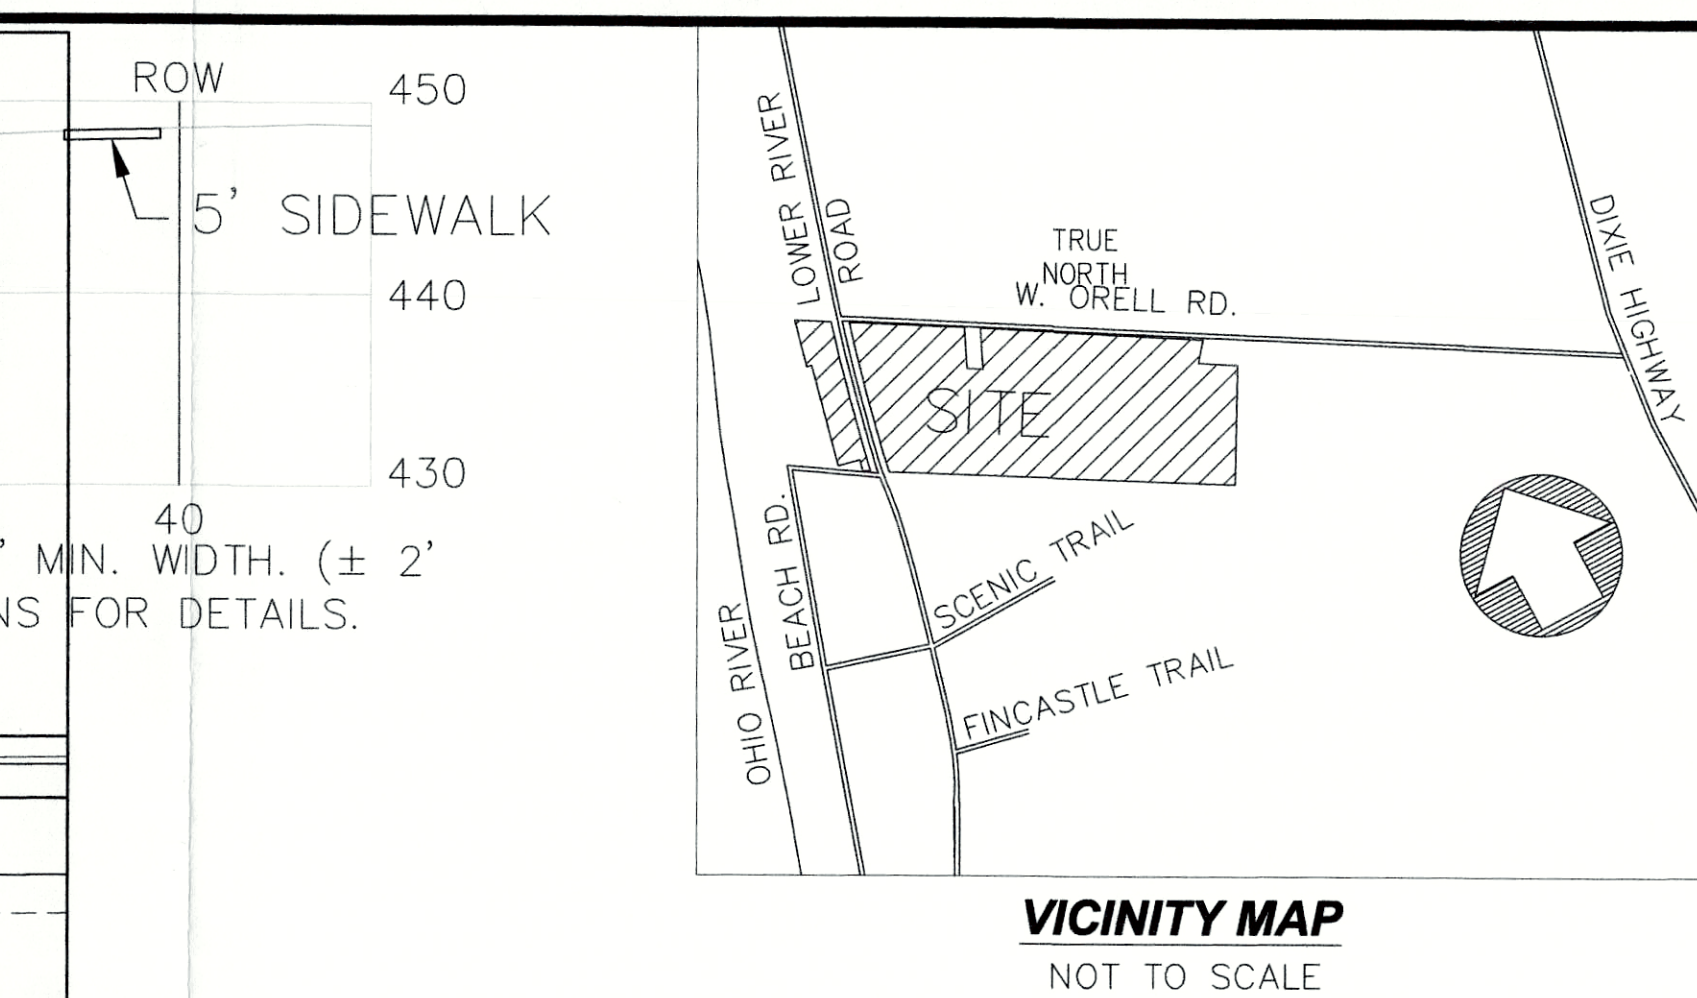 ROW
450
5' SIDEWALK
440
430
40
' MIN. WIDTH. (± 2'
NS FOR DETAILS.
LOWER RIVER
ROAD
TRUE
NORTH
W. ORELL RD.
DIXIE HIGHWAY
SITE
BEACH RD.
SCENIC TRAIL
OHIO RIVER
FINCASTLE TRAIL
VICINITY MAP
NOT TO SCALE